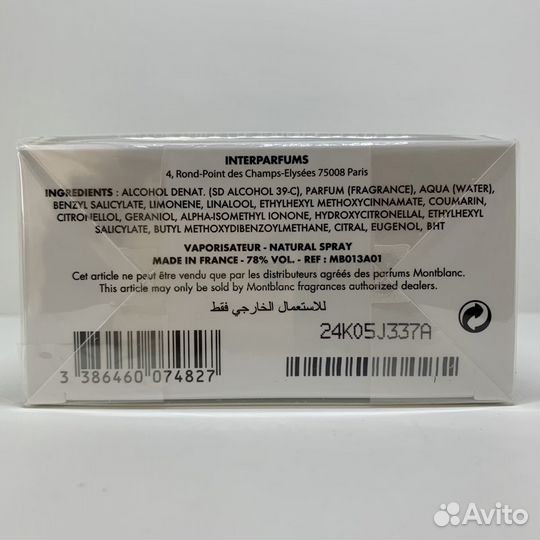 INTERPARFUMS
4, Rond-Point des Champs-Elysées 75008 Paris
INGREDIENTS : ALCOHOL DENAT. (SD ALCOHOL 39-C), PARFUM (FRAGRANCE), AQUA (WATER),
BENZYL SALICYLATE, LIMONENE, LINALOOL, ETHYLHEXYL METHOXYCINNAMATE, COUMARIN,
CITRONELLOL, GERANIOL, ALPHA-ISOMETHYL IONONE, HYDROXYCITRONELLAL, ETHYLHEXYL
SALICYLATE, BUTYL METHOXYDIBENZOYLMETHANE, CITRAL, EUGENOL, BHT
VAPORISATEUR - NATURAL SPRAY
MADE IN FRANCE - 78% VOL. - REF : MB013A01
Cet article ne peut être vendu que par les distributeurs agréés des parfums Montblanc.
This article may only be sold by Montblanc fragrances authorized dealers.
للاستعمال الخارجي فقط
24K05J337A
3 386460 074827
Avito